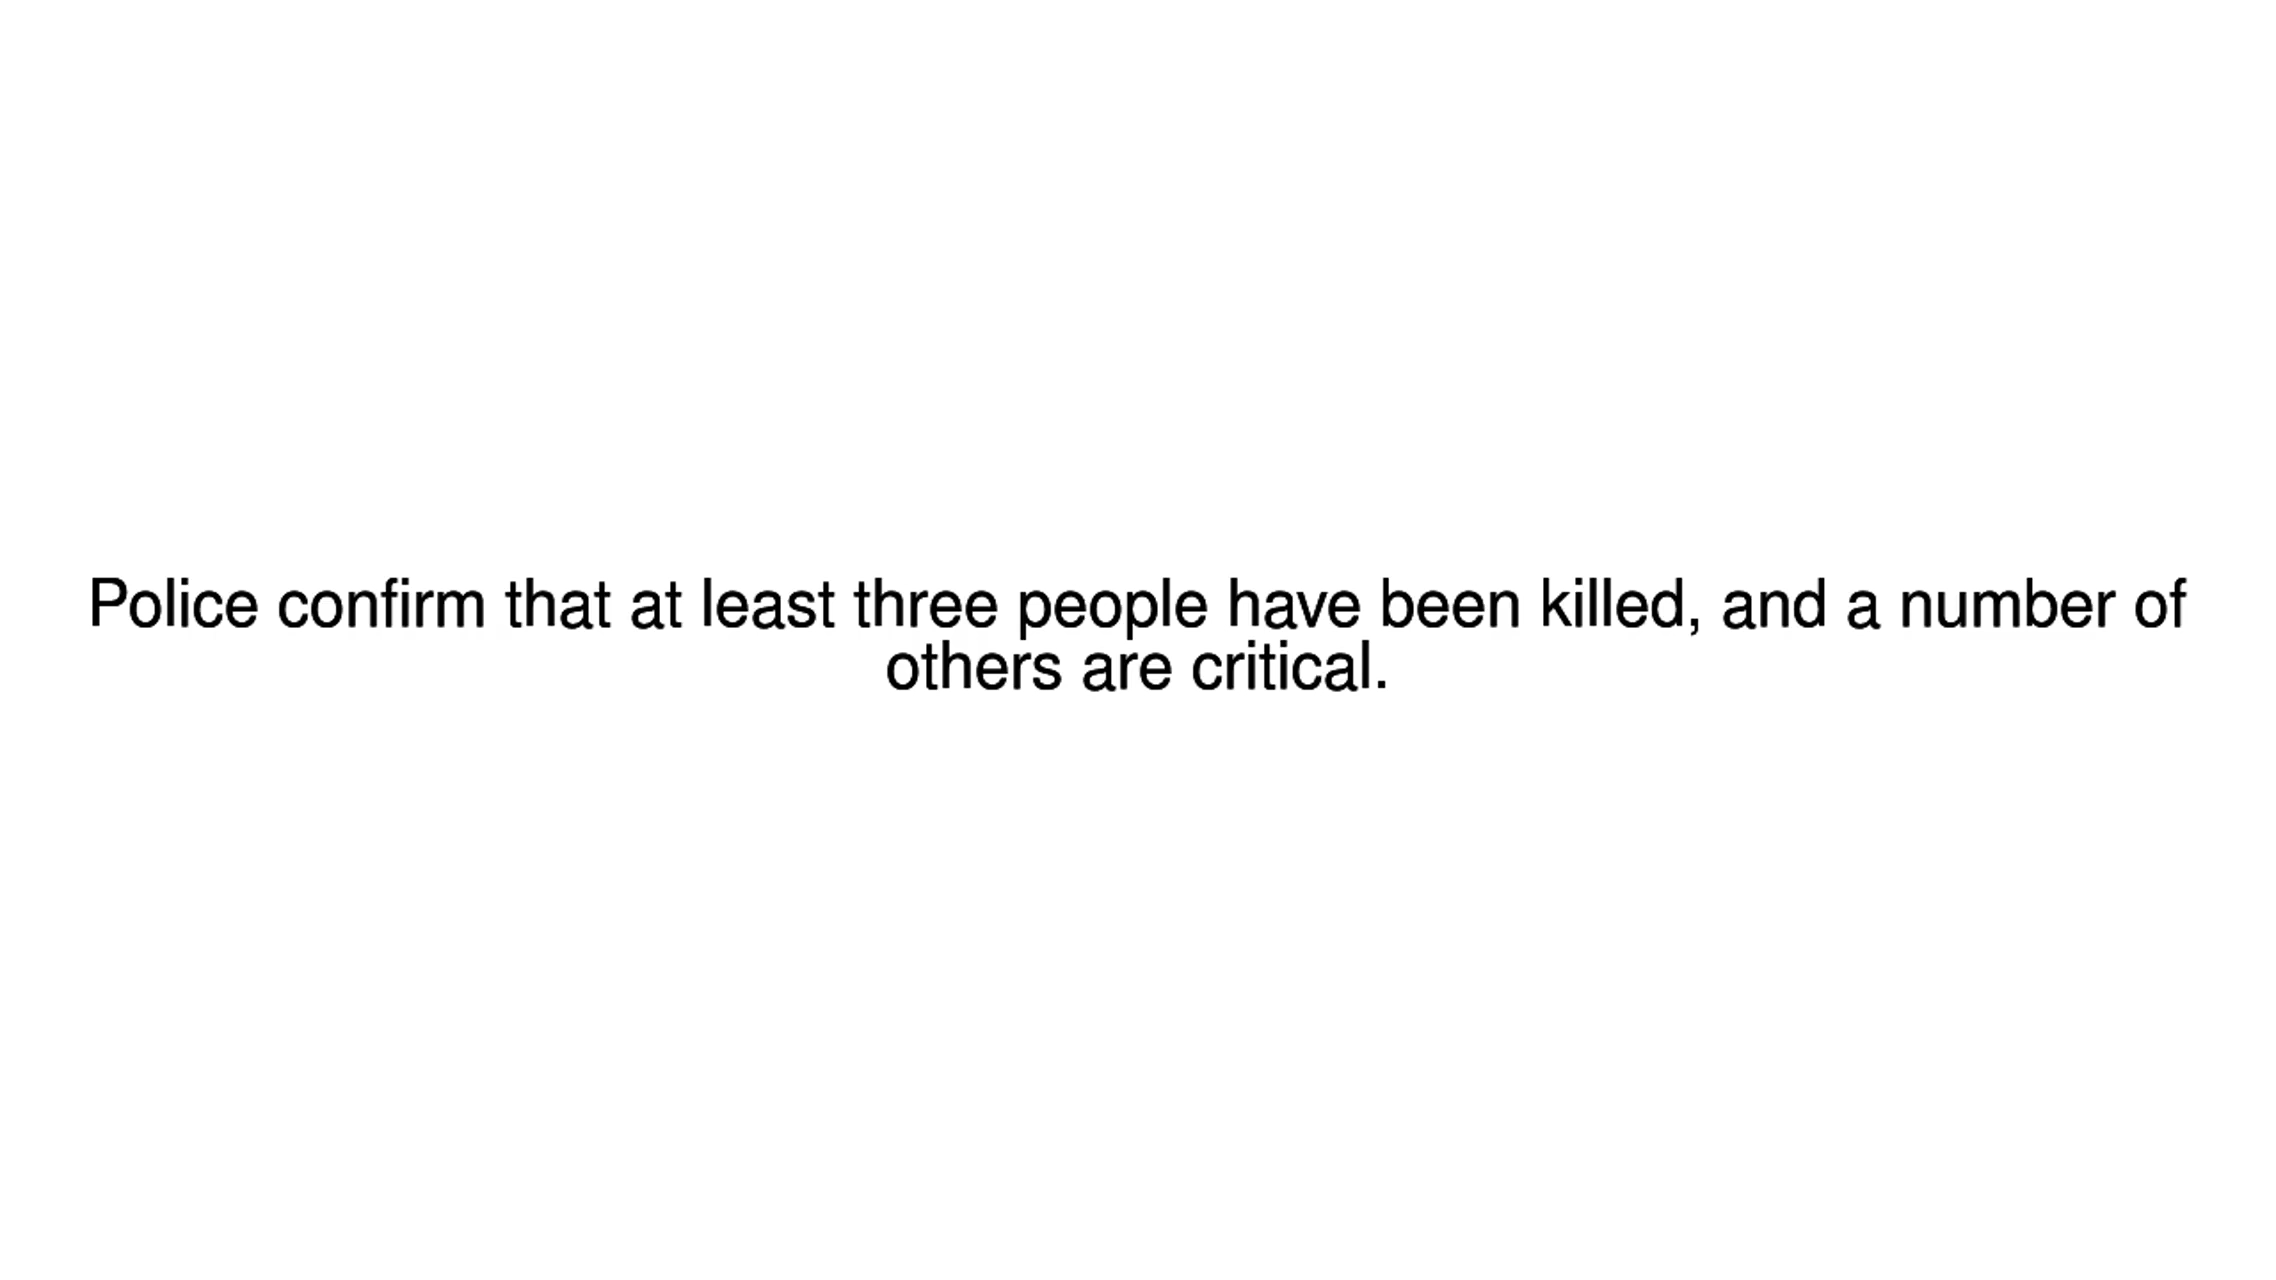 Police confirm that at least three people have been killed, and a number of
others are critical.